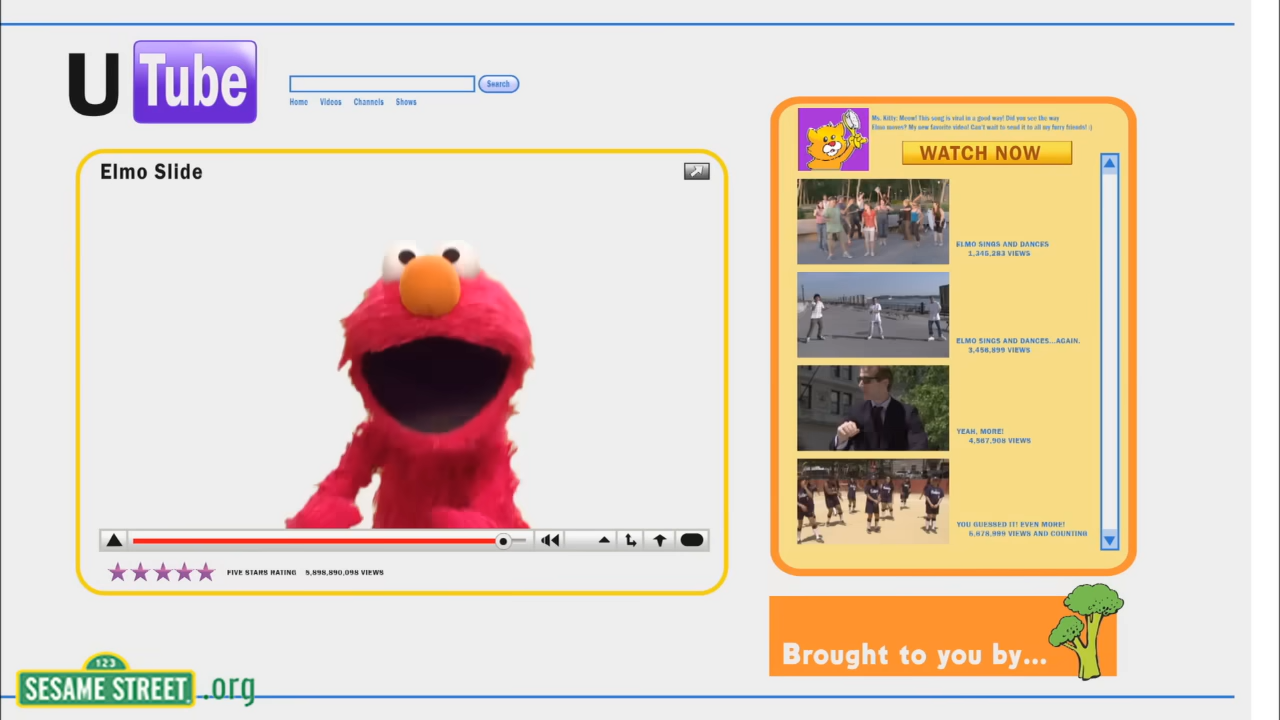 U Tube
Search
Home Videos Channels Shows
Elmo Slide
FIVE STARS RATING 5,898,890,098 VIEWS
Ms. Kitty: Meow! This song is viral in a good way! Did you see the way
Elmo moves? My new favorite video! Can't wait to send it to all my furry friends! :)
WATCH NOW
ELMO SINGS AND DANCES
1,345,283 VIEWS
ELMO SINGS AND DANCES...AGAIN.
3,456,899 VIEWS
YEAH, MORE!
4,567,908 VIEWS
YOU GUESSED IT! EVEN MORE!
5,678,999 VIEWS AND COUNTING
Brought to you by...
123
SESAME STREET.org